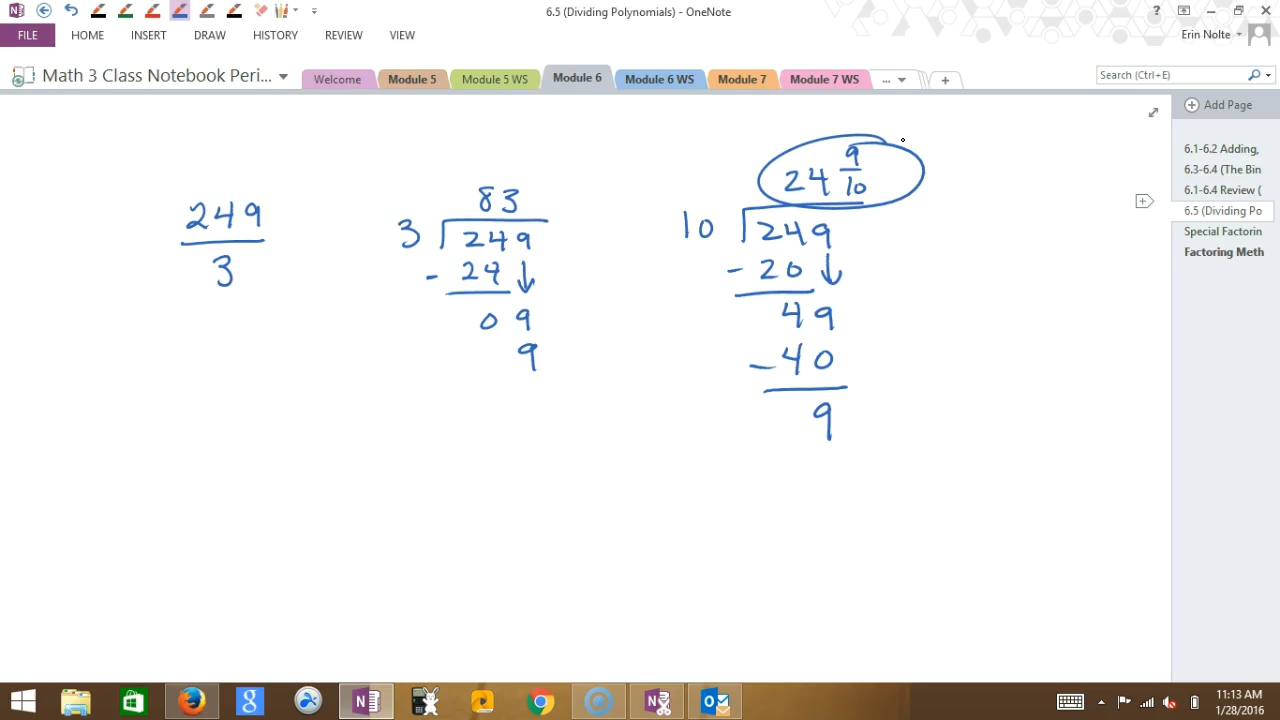 6.5 (Dividing Polynomials) - OneNote
?
FILE HOME INSERT DRAW HISTORY REVIEW VIEW
Erin Nolte
Math 3 Class Notebook Peri...
Welcome Module 5 Module 5 WS Module 6 Module 6 WS Module 7 Module 7 WS ... +
Search (Ctrl+E)
Add Page
6.1-6.2 Adding,
6.3-6.4 (The Bin
6.1-6.4 Review (
6.5 (Dividing Po
Special Factorin
Factoring Meth
249
3
83
3 249
- 24
09
9
24 9/10
10 249
- 20
49
- 40
9
11:13 AM
1/28/2016